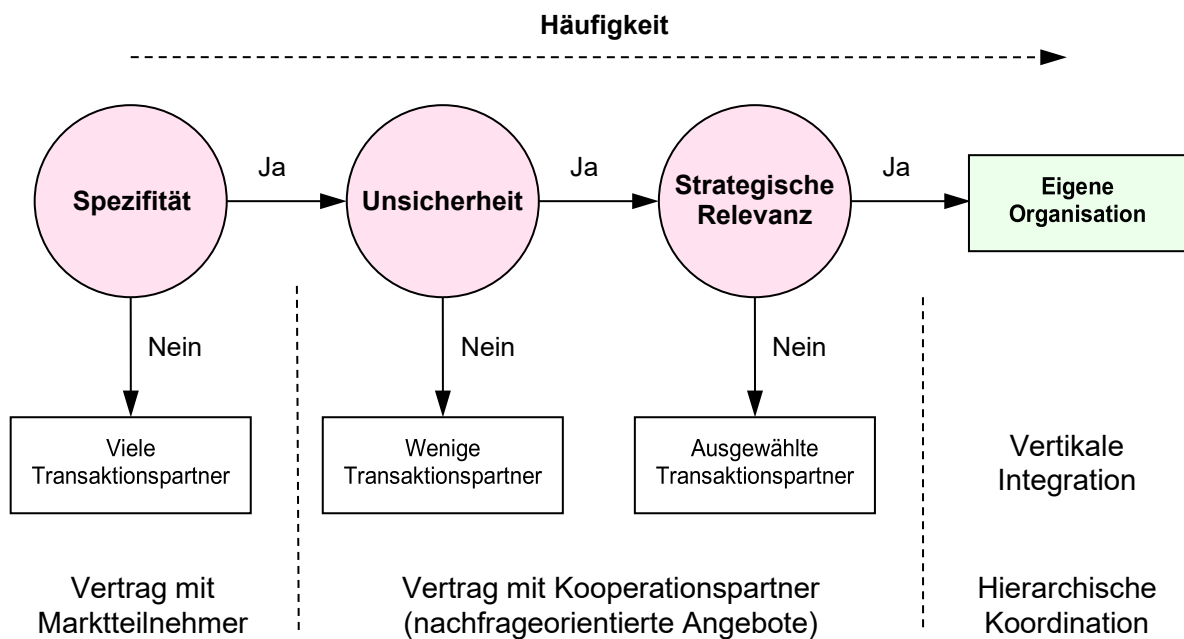 Häufigkeit
Spezifität
Ja
Unsicherheit
Ja
Strategische
Relevanz
Ja
Eigene
Organisation
Nein
Nein
Nein
Viele
Transaktionspartner
Wenige
Transaktionspartner
Ausgewählte
Transaktionspartner
Vertikale
Integration
Vertrag mit
Marktteilnehmer
Vertrag mit Kooperationspartner
(nachfrageorientierte Angebote)
Hierarchische
Koordination